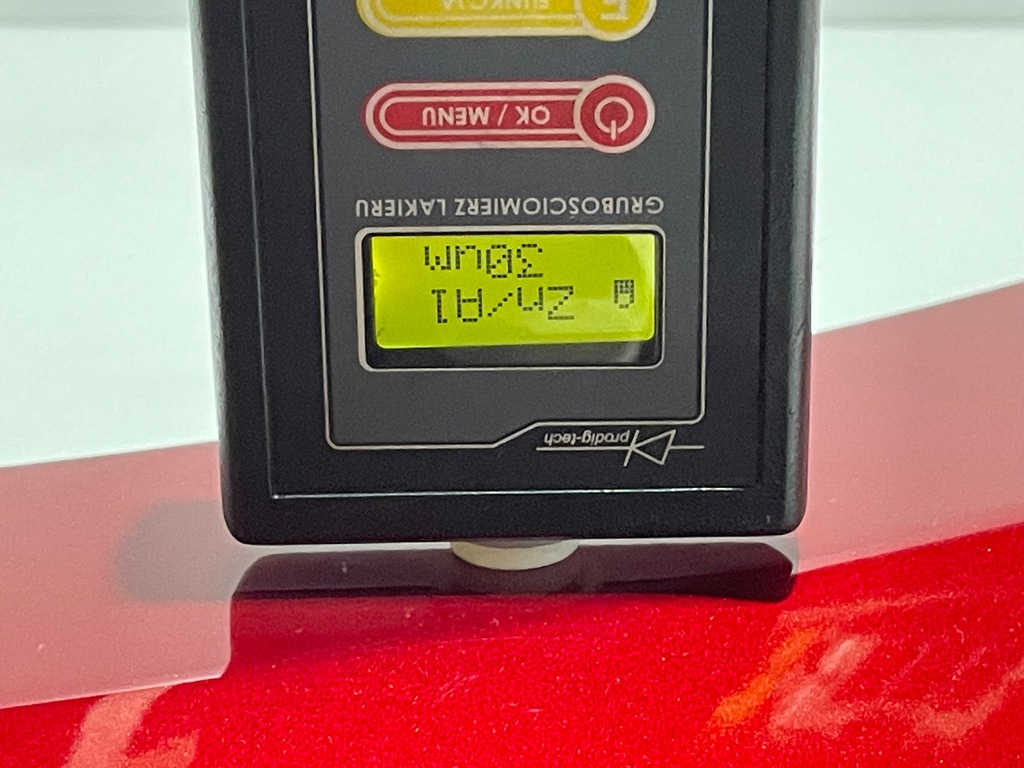 prodig-tech
Zn/Al
30um
GRUBOŚCIOMIERZ LAKIERU
OK / MENU
F FUNKCJA